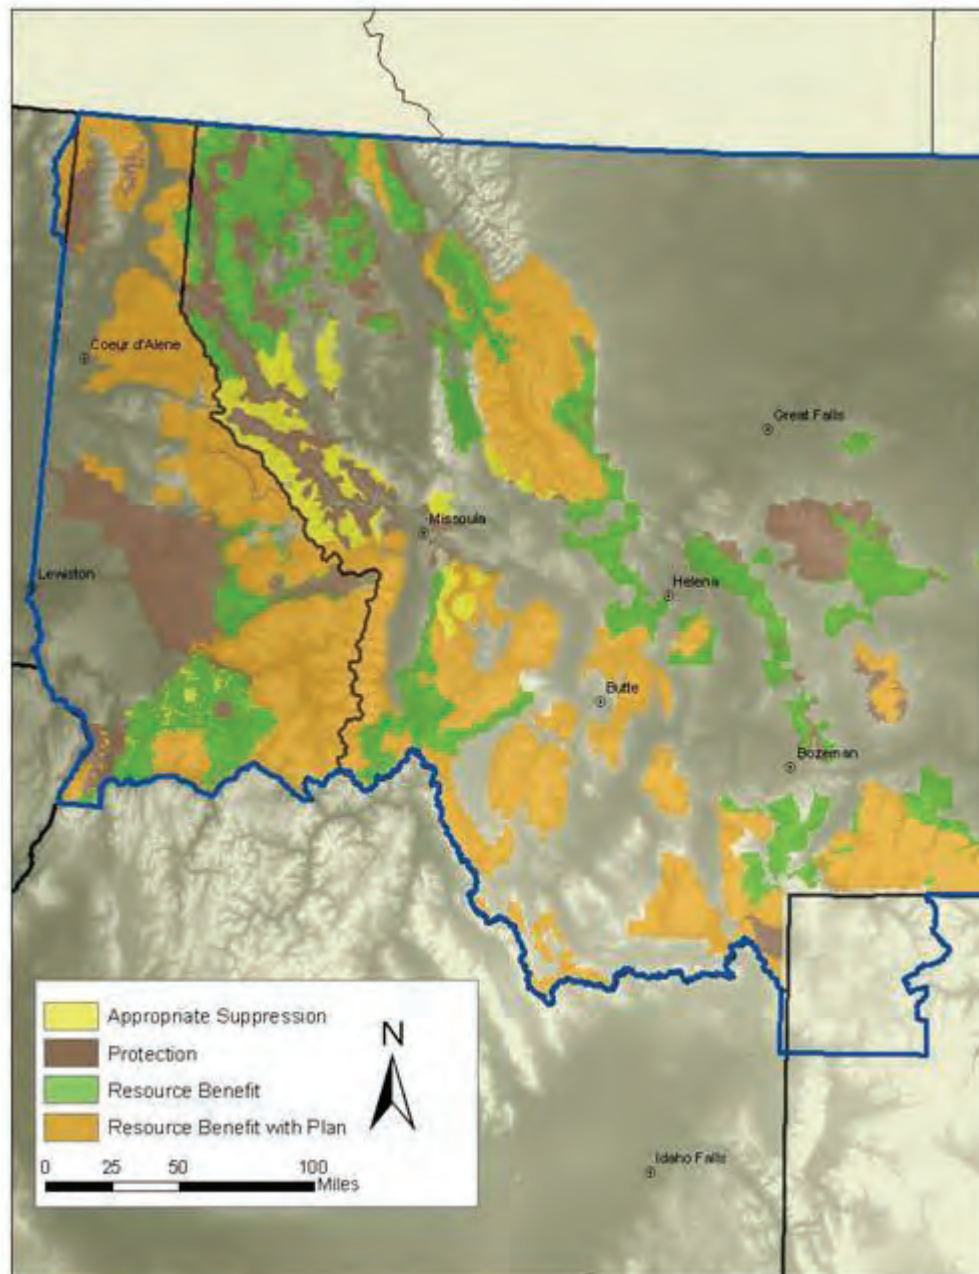 Coeur d'Alene
Great Falls
Missoula
Lewiston
Helena
Butte
Bozeman
Appropriate Suppression
Protection
Resource Benefit
Resource Benefit with Plan
N
0 25 50 100
Miles
Idaho Falls